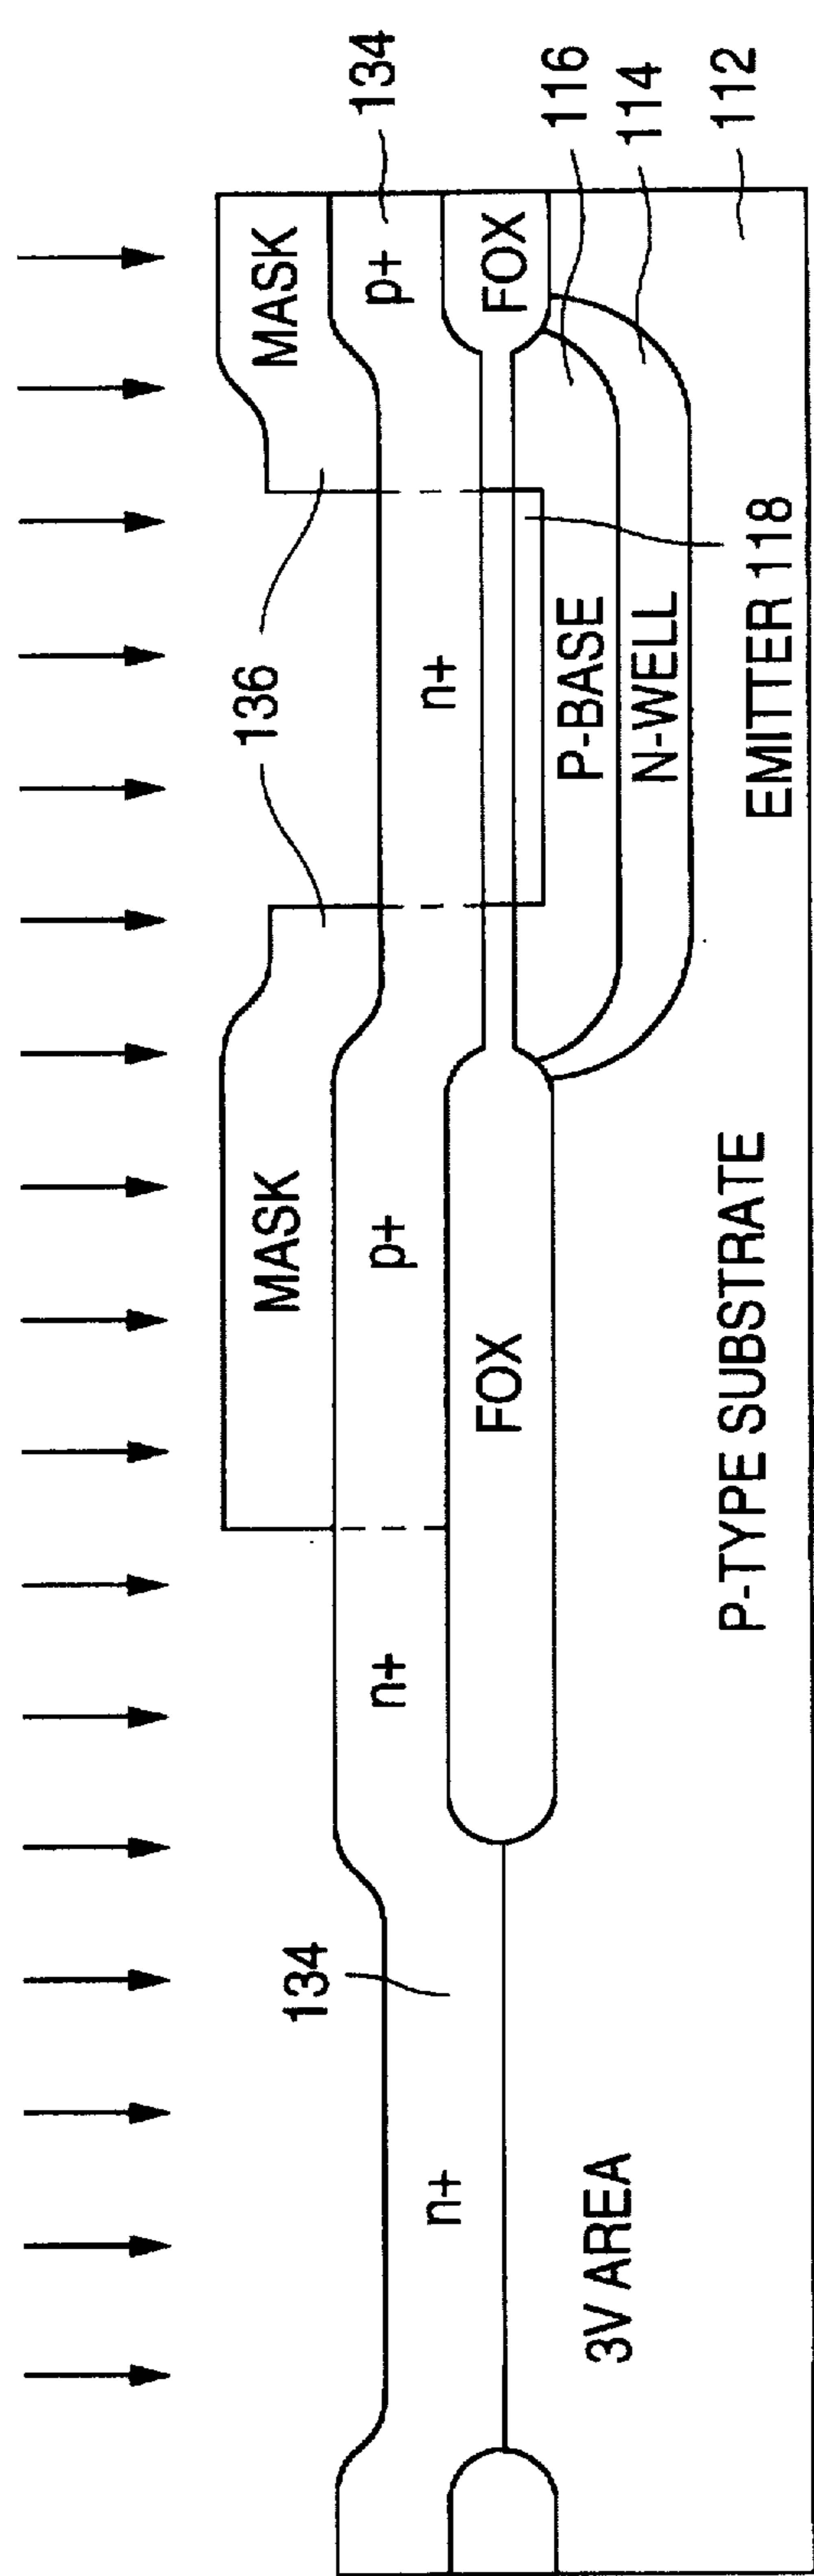 134
MASK
p+
FOX
116
114
112
136
n+
118
P-BASE
N-WELL
EMITTER
MASK
p+
FOX
n+
P-TYPE SUBSTRATE
134
n+
3V AREA